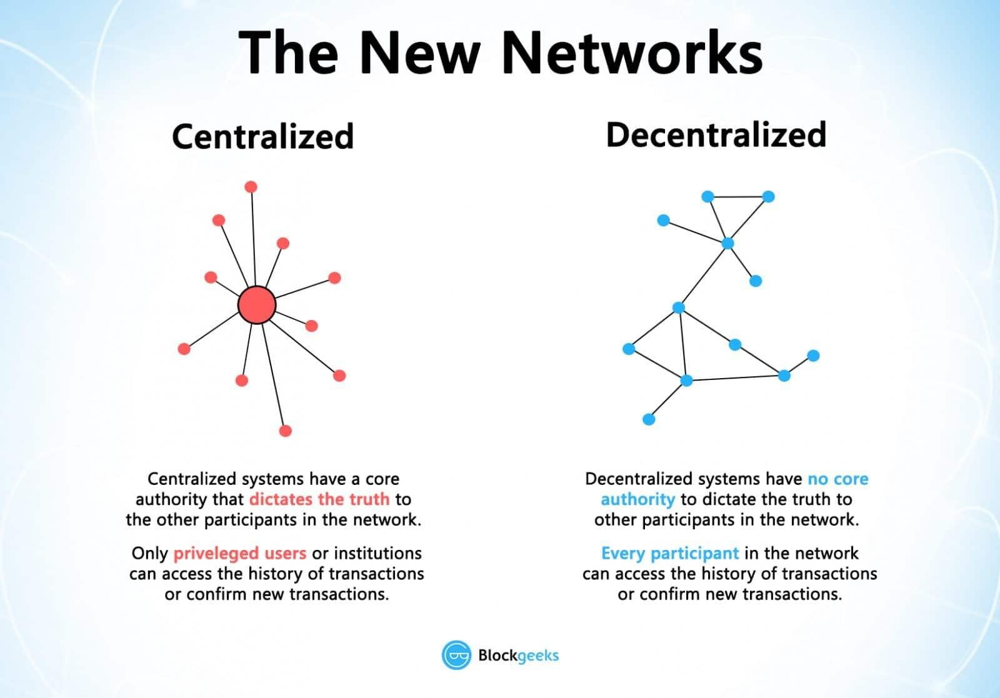 The New Networks
Centralized
Decentralized
Centralized systems have a core
authority that dictates the truth to
the other participants in the network.
Only priveleged users or institutions
can access the history of transactions
or confirm new transactions.
Decentralized systems have no core
authority to dictate the truth to
other participants in the network.
Every participant in the network
can access the history of transactions
or confirm new transactions.
Blockgeeks